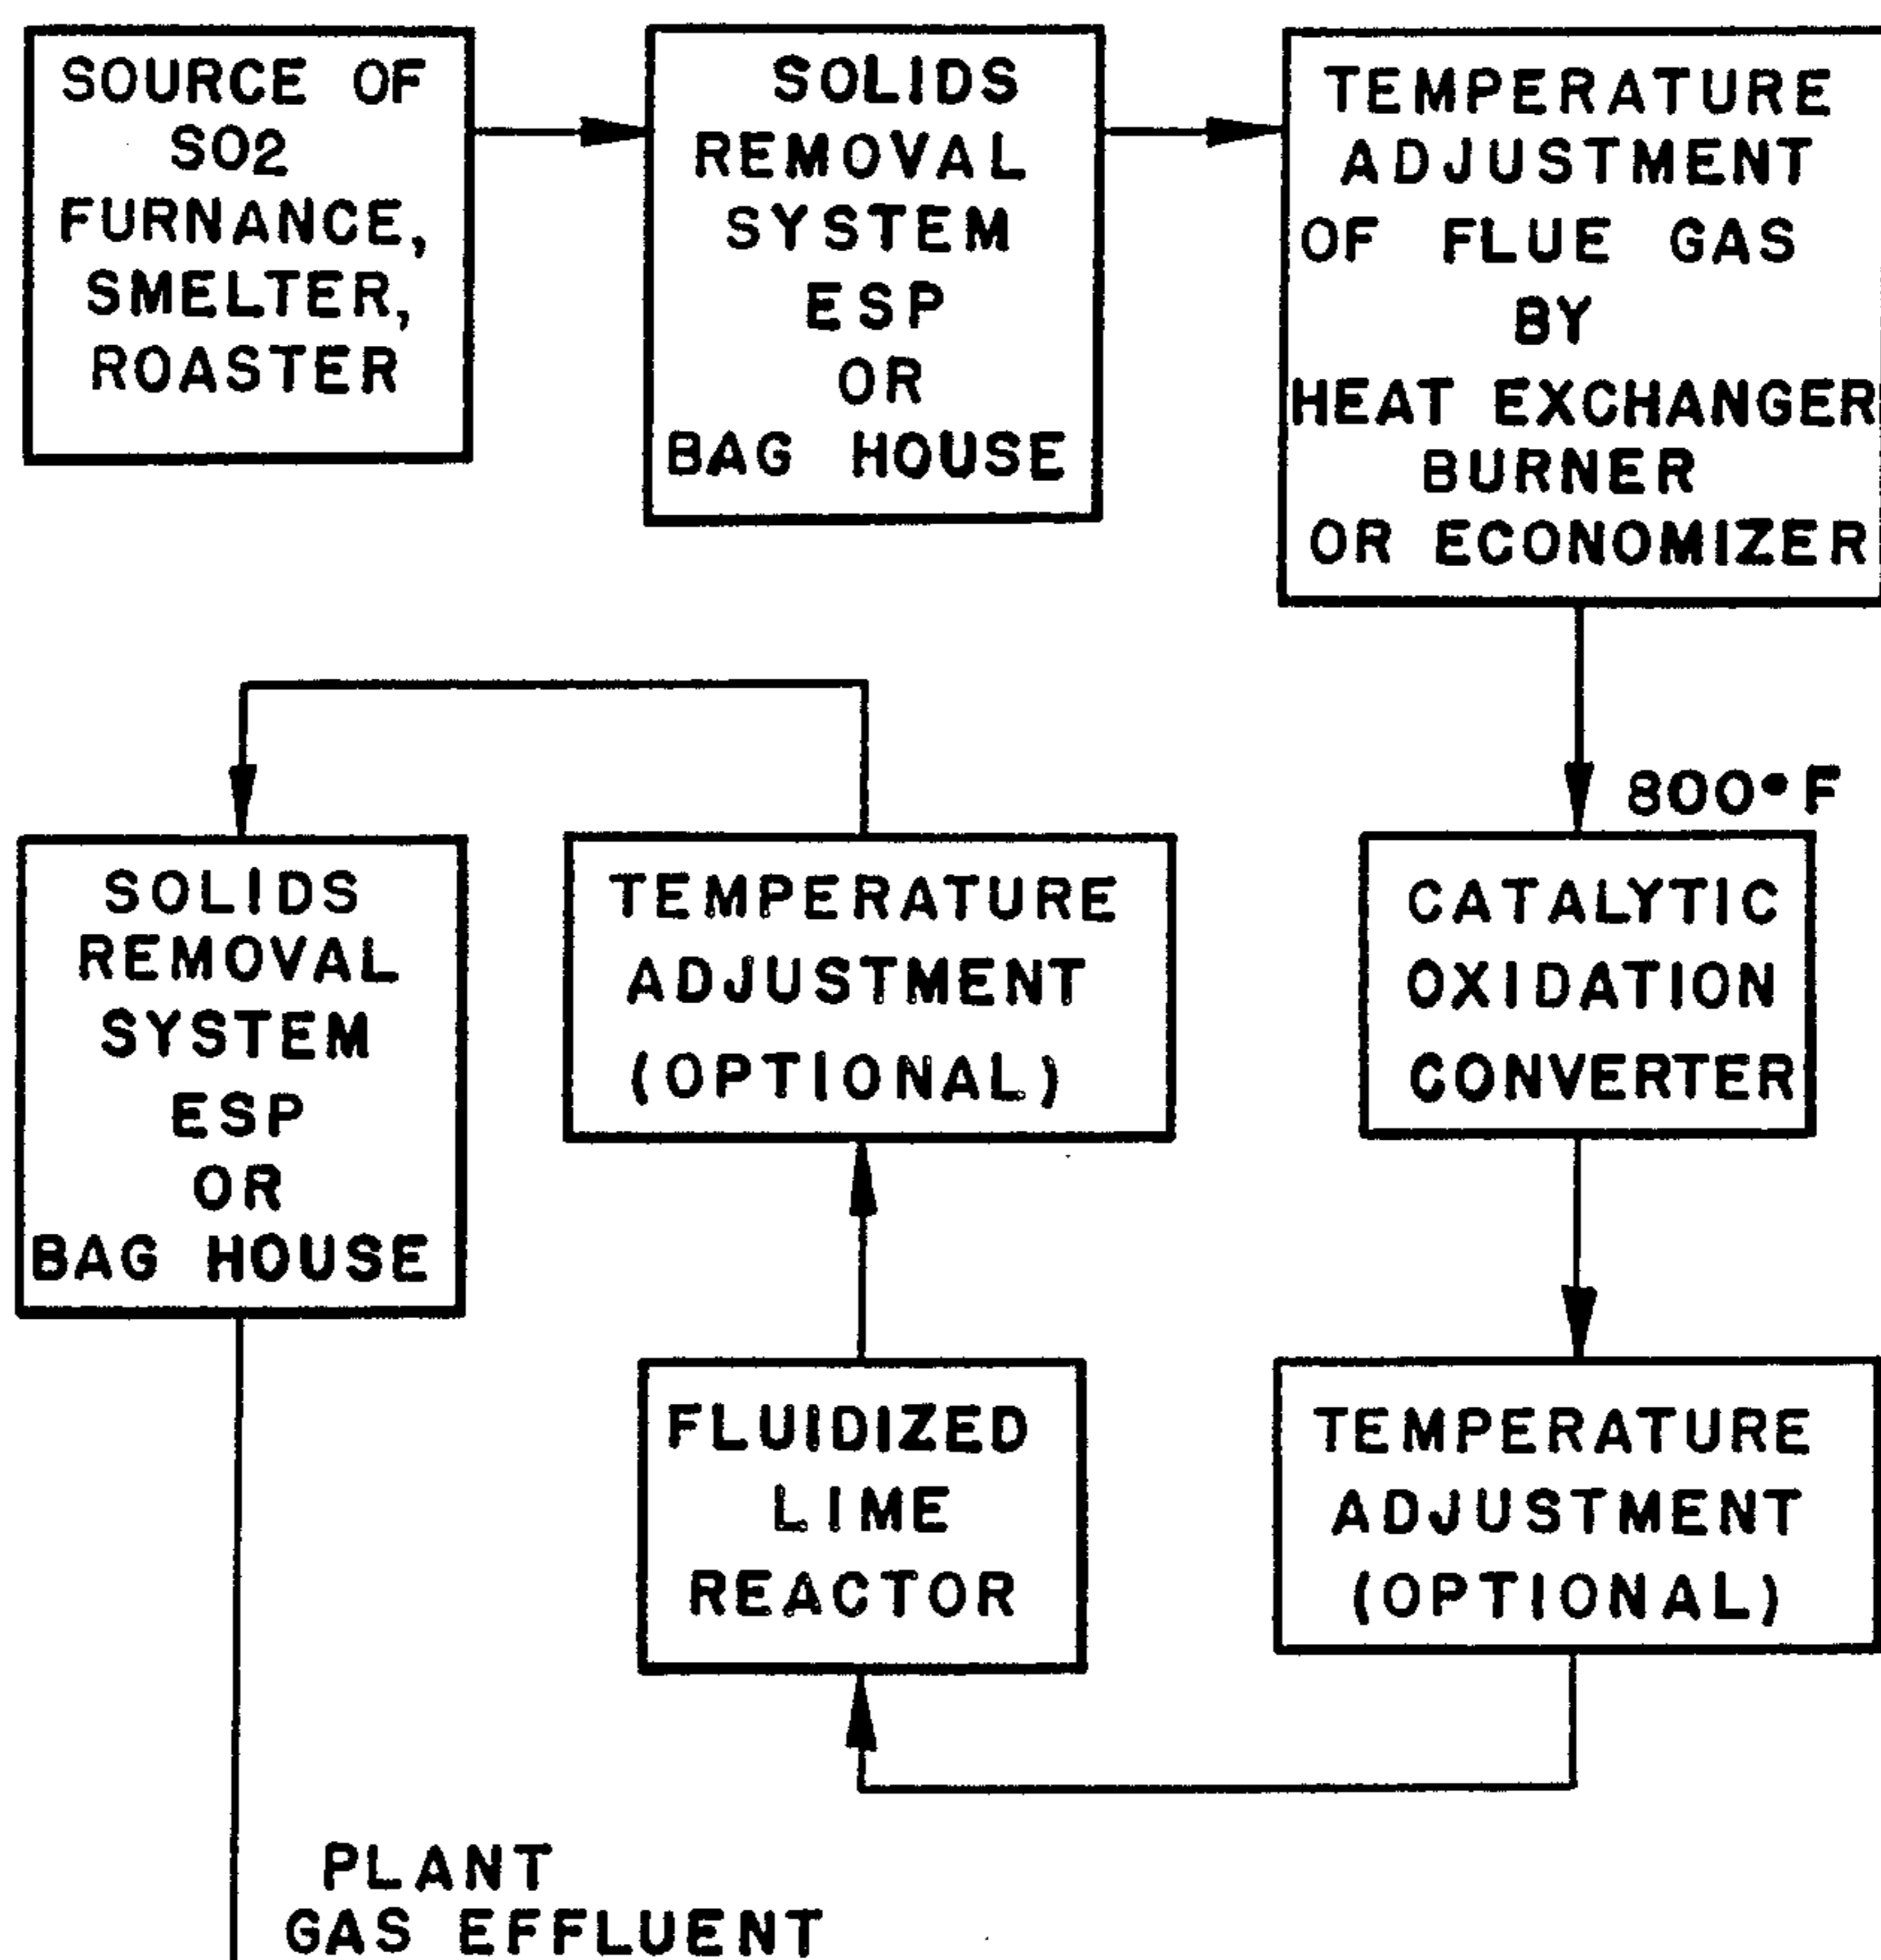 SOURCE OF
SO2
FURNANCE,
SMELTER,
ROASTER
SOLIDS
REMOVAL
SYSTEM
ESP
OR
BAG HOUSE
TEMPERATURE
ADJUSTMENT
OF FLUE GAS
BY
HEAT EXCHANGER
BURNER
OR ECONOMIZER
800°F
CATALYTIC
OXIDATION
CONVERTER
TEMPERATURE
ADJUSTMENT
(OPTIONAL)
FLUIDIZED
LIME
REACTOR
TEMPERATURE
ADJUSTMENT
(OPTIONAL)
SOLIDS
REMOVAL
SYSTEM
ESP
OR
BAG HOUSE
PLANT
GAS EFFLUENT